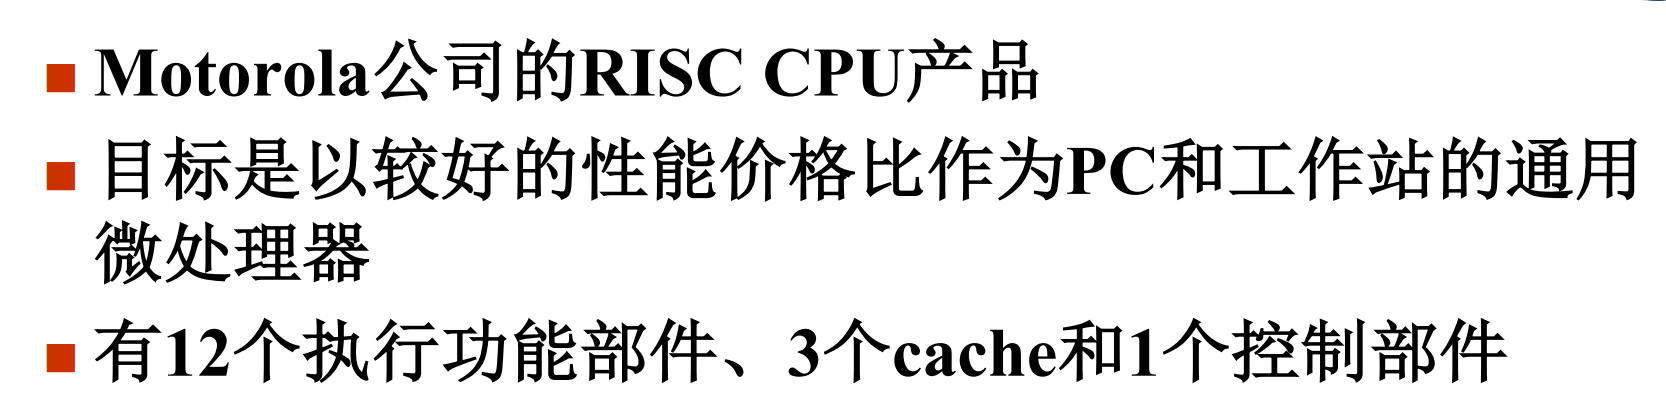 ■ Motorola公司的RISC CPU产品
■ 目标是以较好的性能价格比作为PC和工作站的通用
微处理器
■ 有12个执行功能部件、3个cache和1个控制部件